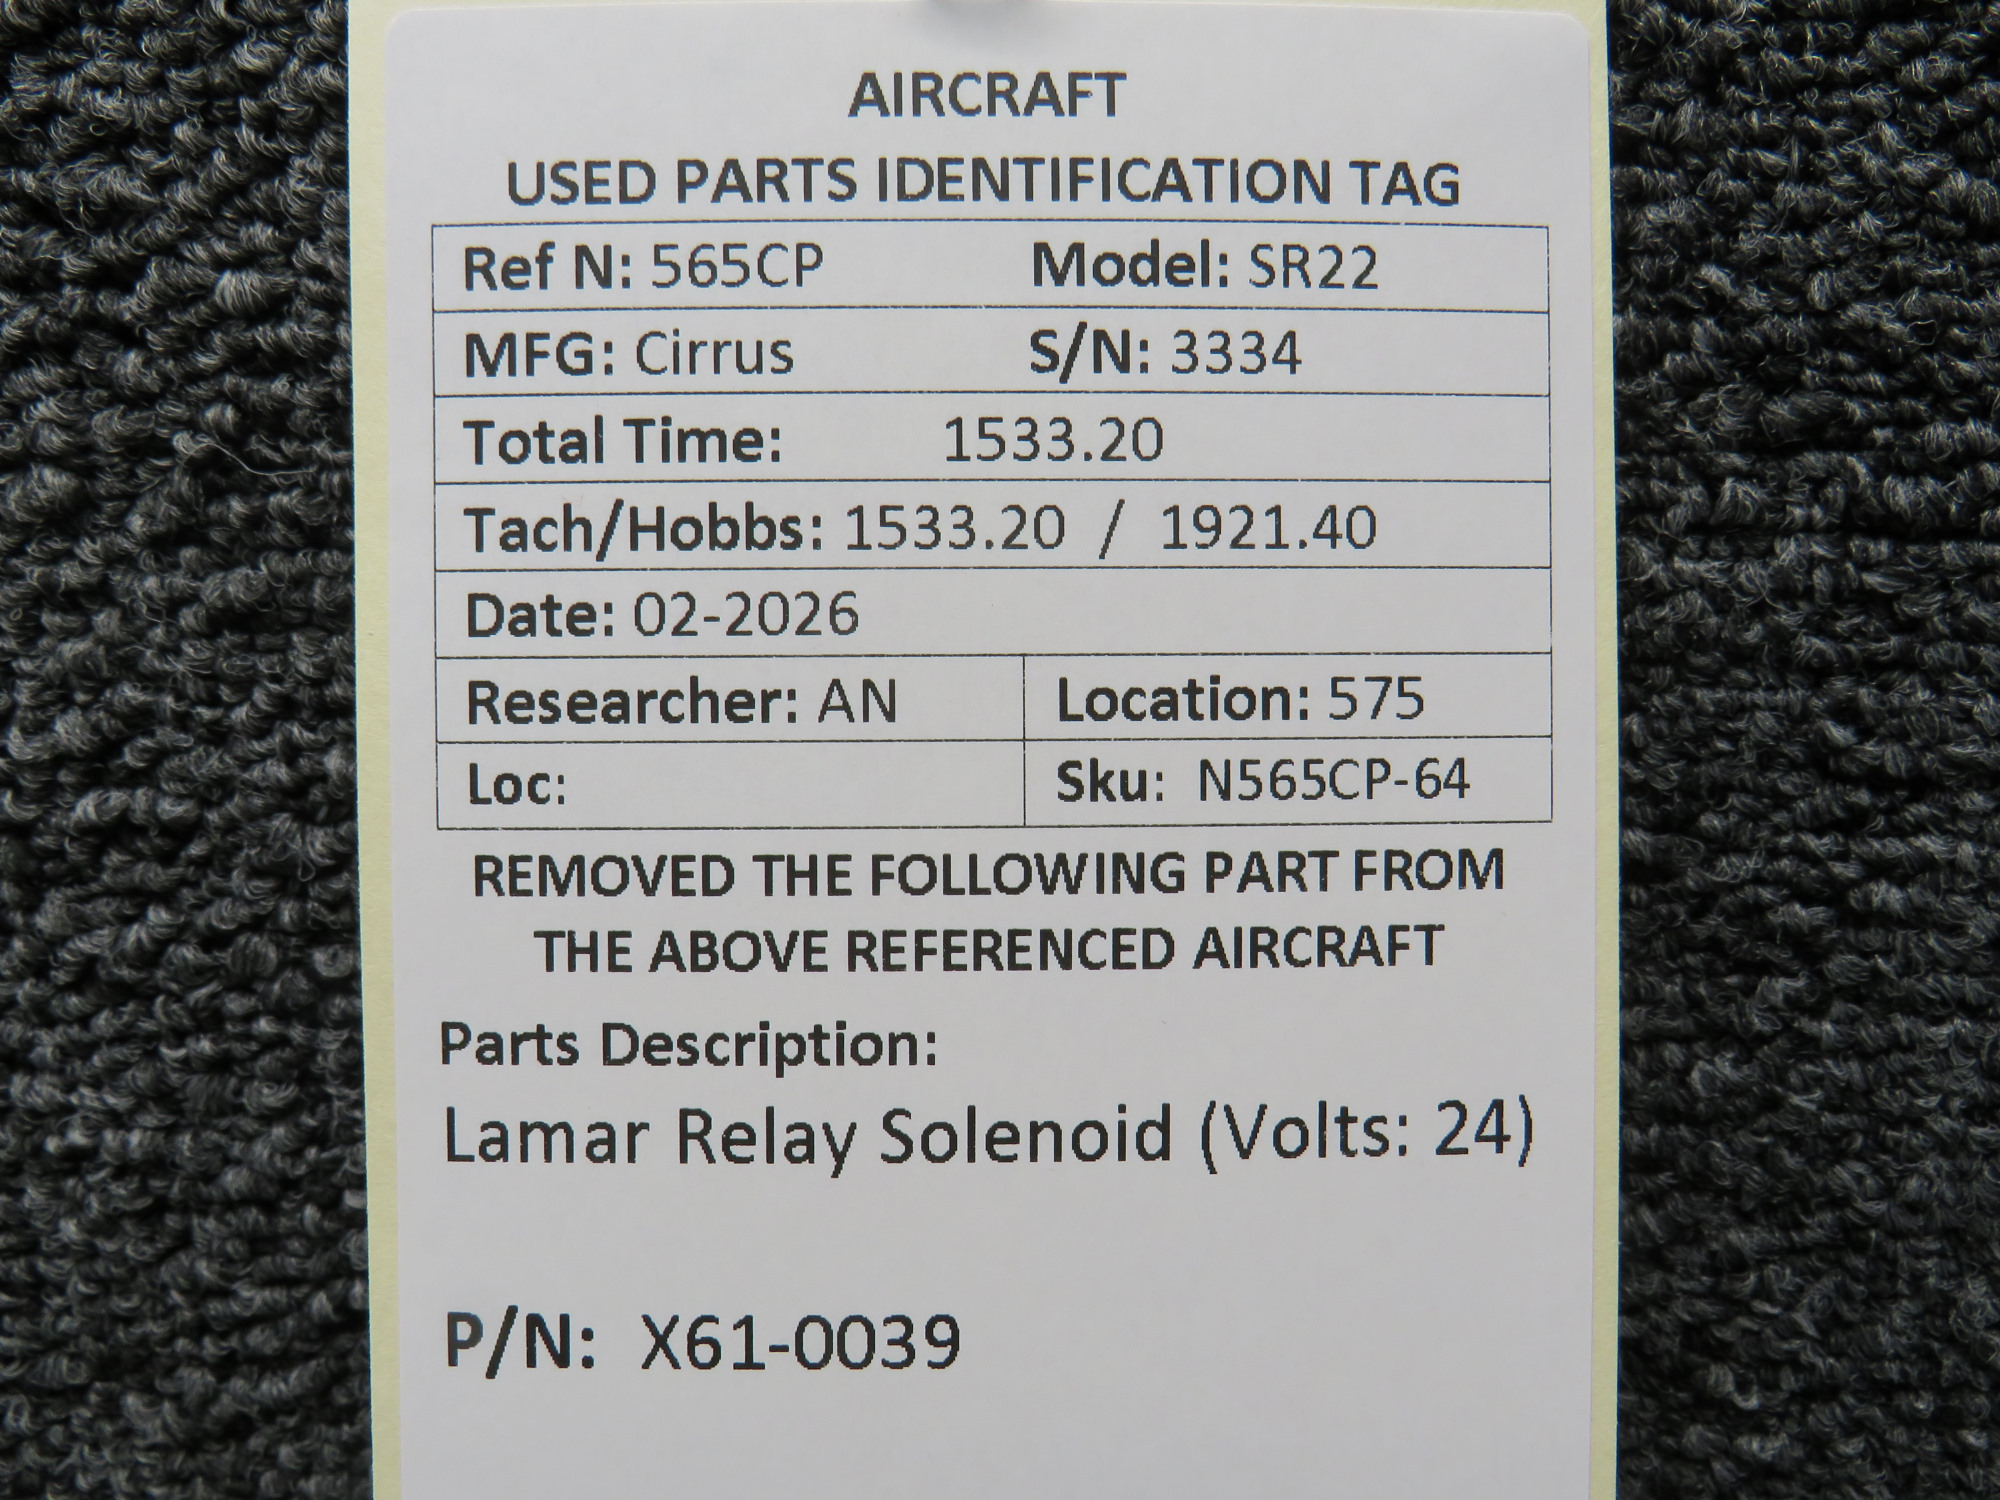 AIRCRAFT
USED PARTS IDENTIFICATION TAG
Ref N: 565CP Model: SR22
MFG: Cirrus S/N: 3334
Total Time: 1533.20
Tach/Hobbs: 1533.20 / 1921.40
Date: 02-2026
Researcher: AN Location: 575
Loc: Sku: N565CP-64
REMOVED THE FOLLOWING PART FROM
THE ABOVE REFERENCED AIRCRAFT
Parts Description:
Lamar Relay Solenoid (Volts: 24)
P/N: X61-0039